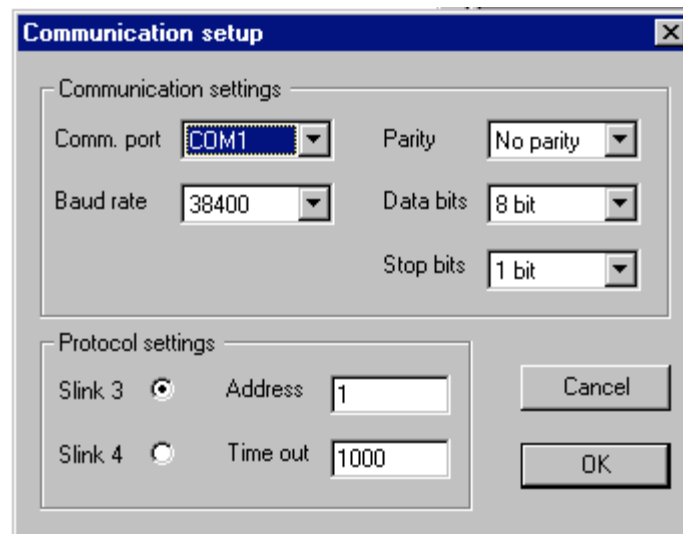 Communication setup
Communication settings
Comm. port COM1 Parity No parity
Baud rate 38400 Data bits 8 bit
Stop bits 1 bit
Protocol settings
Slink 3 Address 1 Cancel
Slink 4 Time out 1000 OK